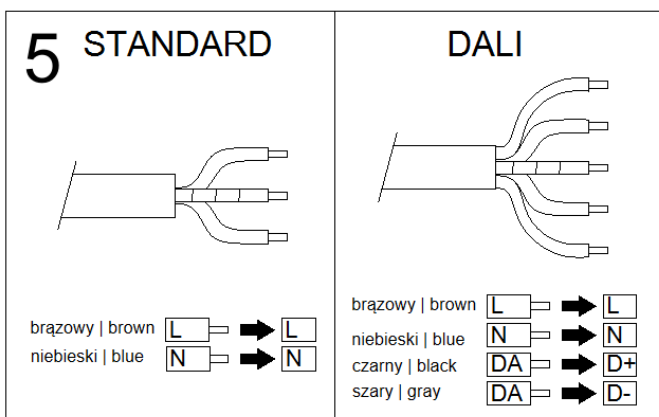 5 STANDARD
brązowy | brown L L
niebieski | blue N N
DALI
brązowy | brown L L
niebieski | blue N N
czarny | black DA D+
szary | gray DA D-